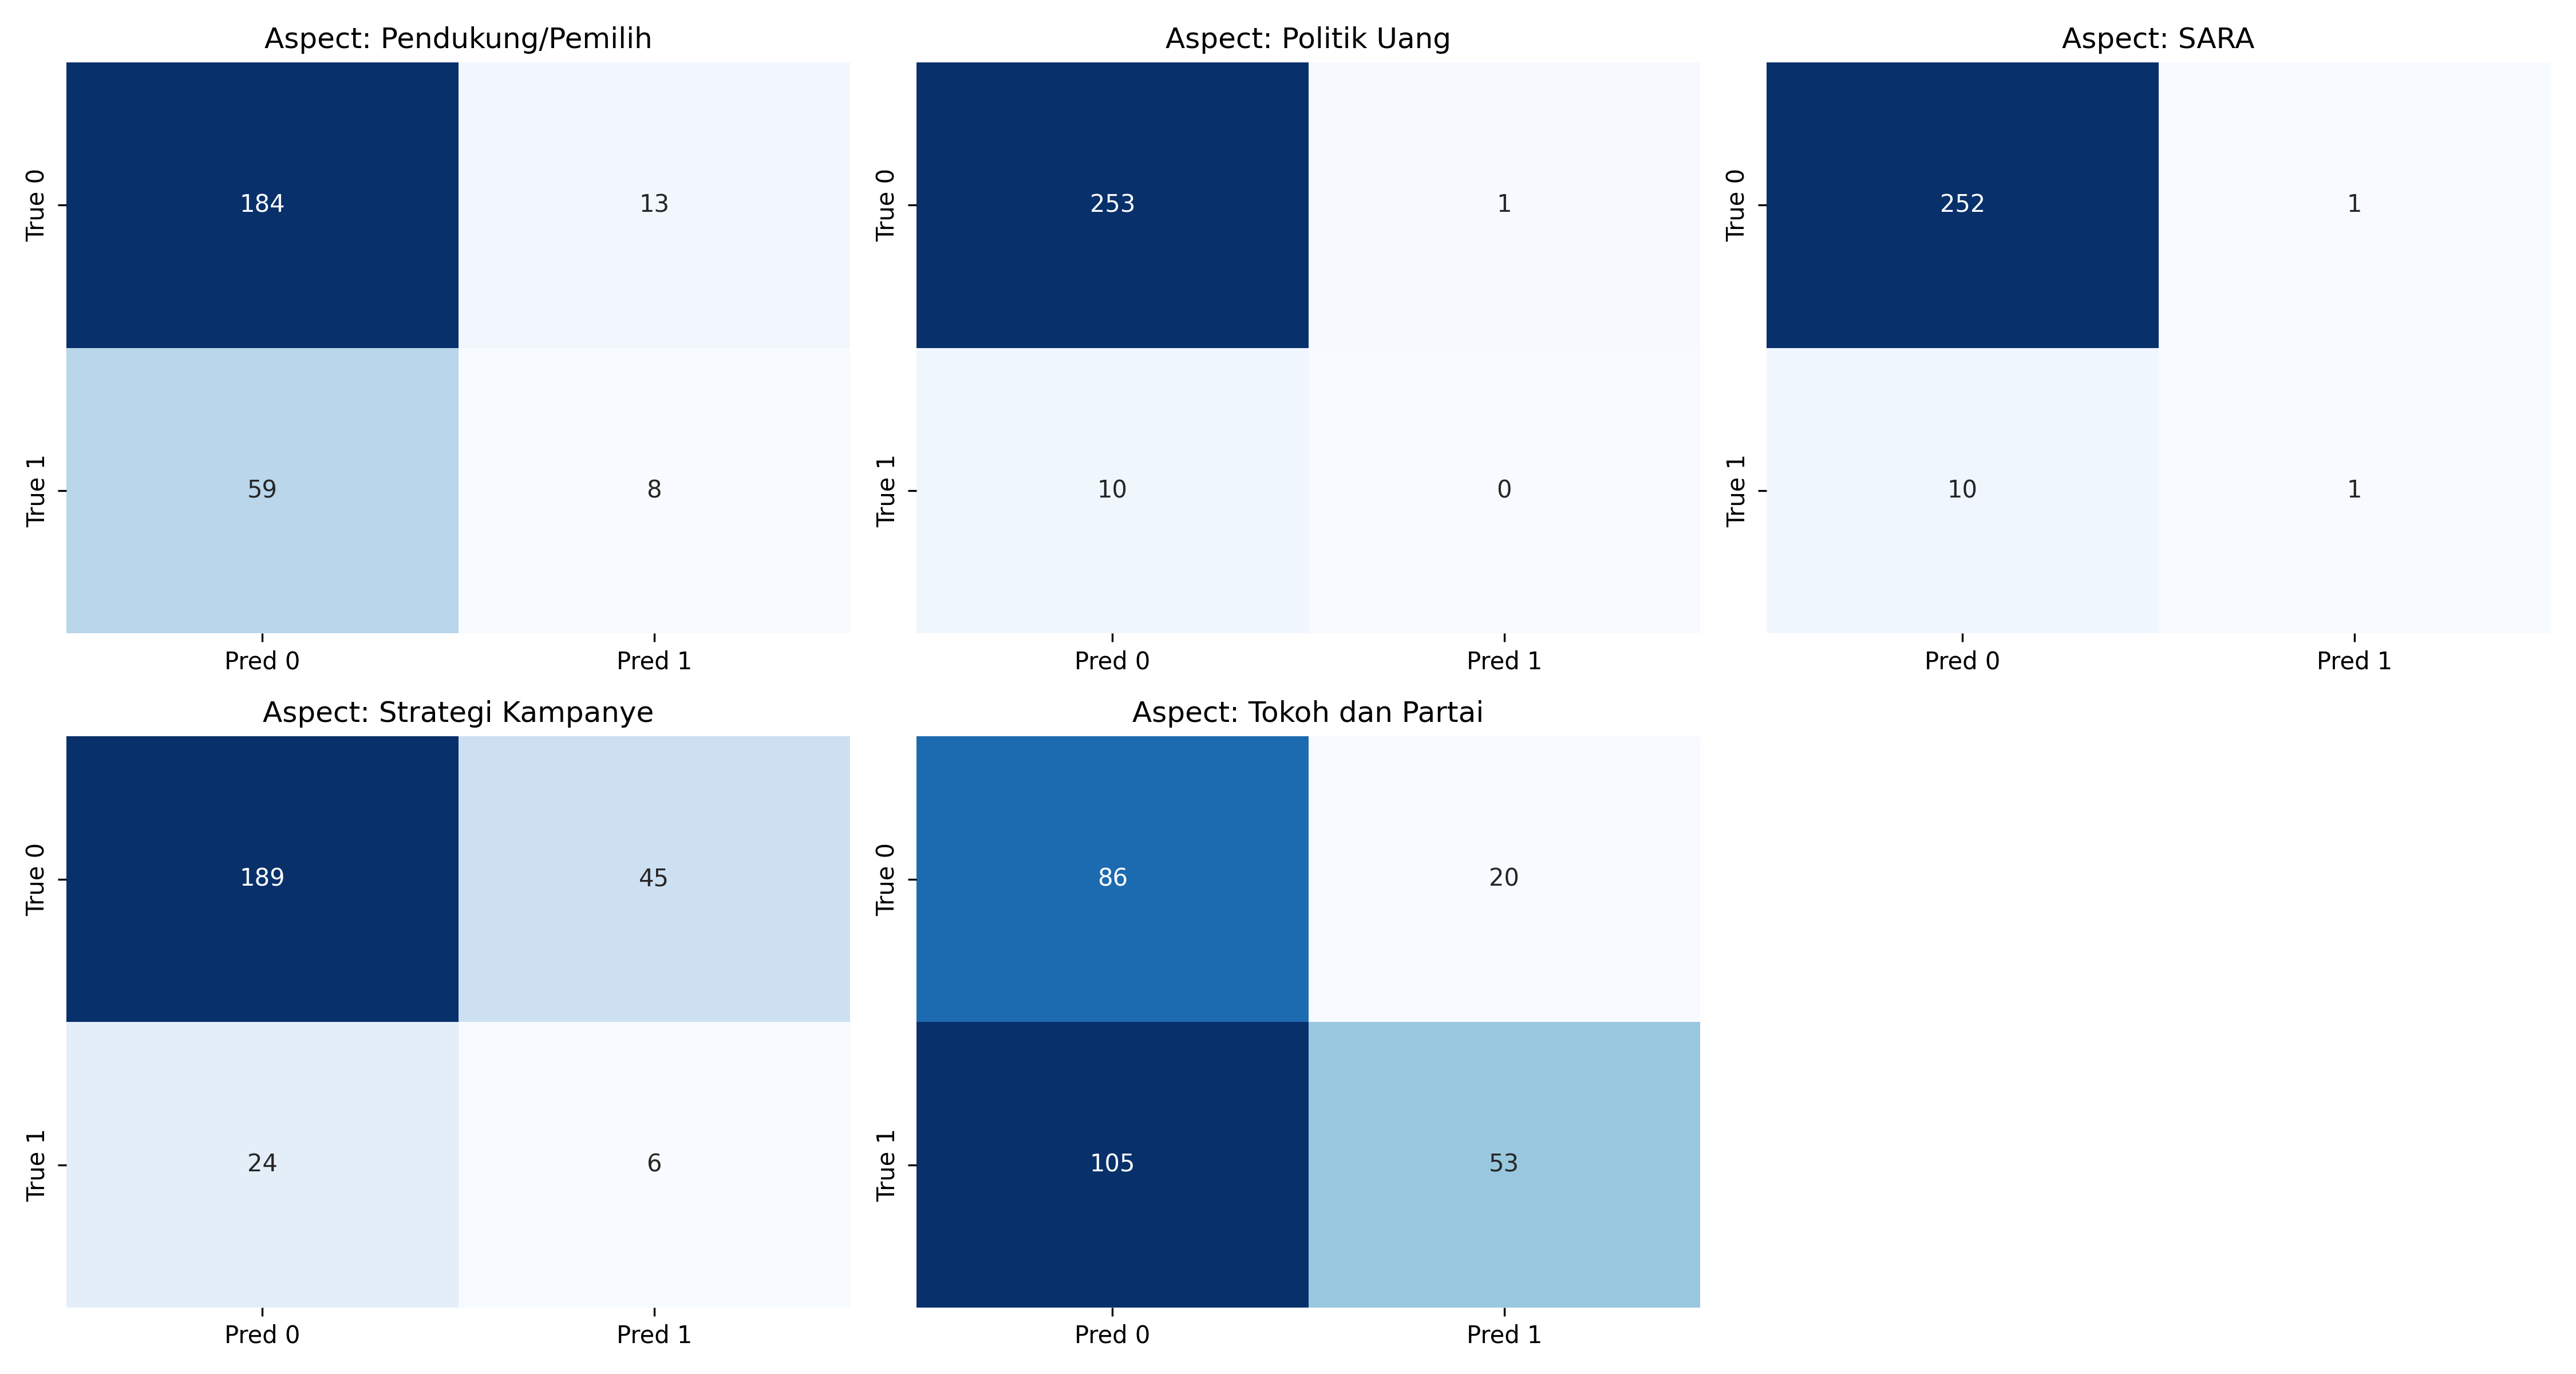 Aspect: Pendukung/Pemilih
True 0
184
13
True 1
59
8
Pred 0
Pred 1
Aspect: Politik Uang
True 0
253
1
True 1
10
0
Pred 0
Pred 1
Aspect: SARA
True 0
252
1
True 1
10
1
Pred 0
Pred 1
Aspect: Strategi Kampanye
True 0
189
45
True 1
24
6
Pred 0
Pred 1
Aspect: Tokoh dan Partai
True 0
86
20
True 1
105
53
Pred 0
Pred 1